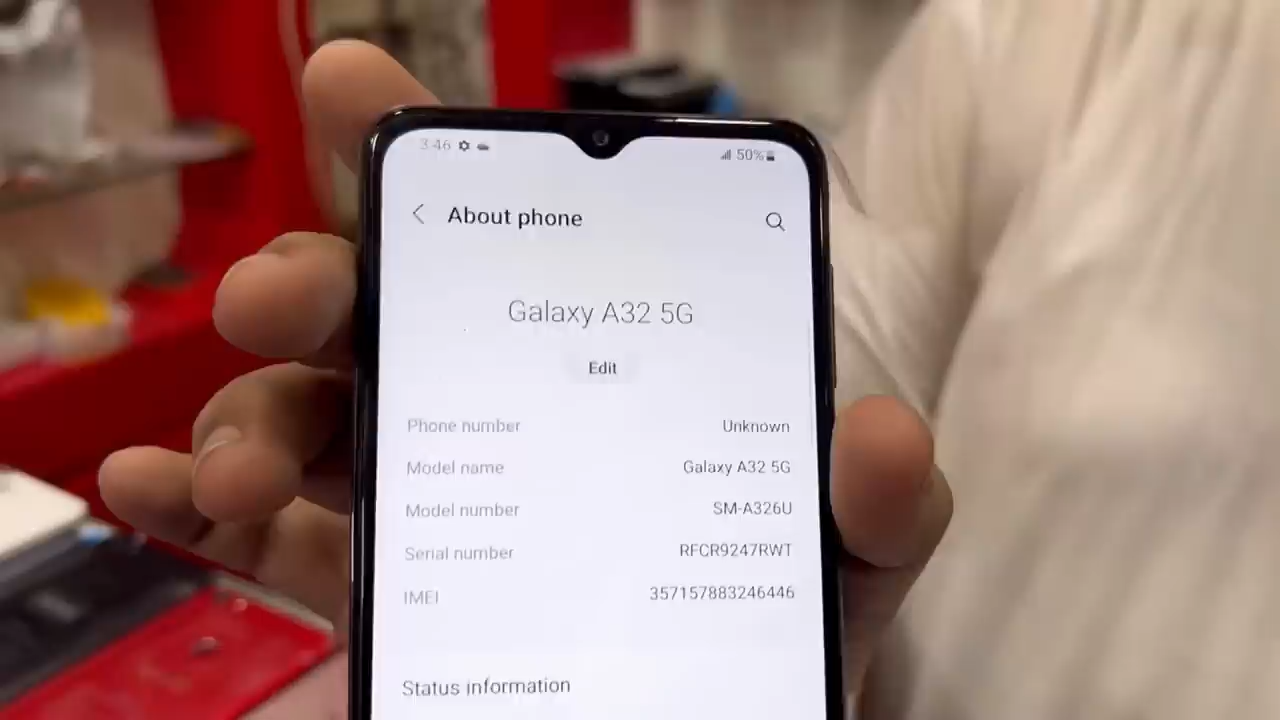 3:46 50%
About phone
Galaxy A32 5G
Edit
Phone number Unknown
Model name Galaxy A32 5G
Model number SM-A326U
Serial number RFCR9247RWT
IMEI 357157883246446
Status information